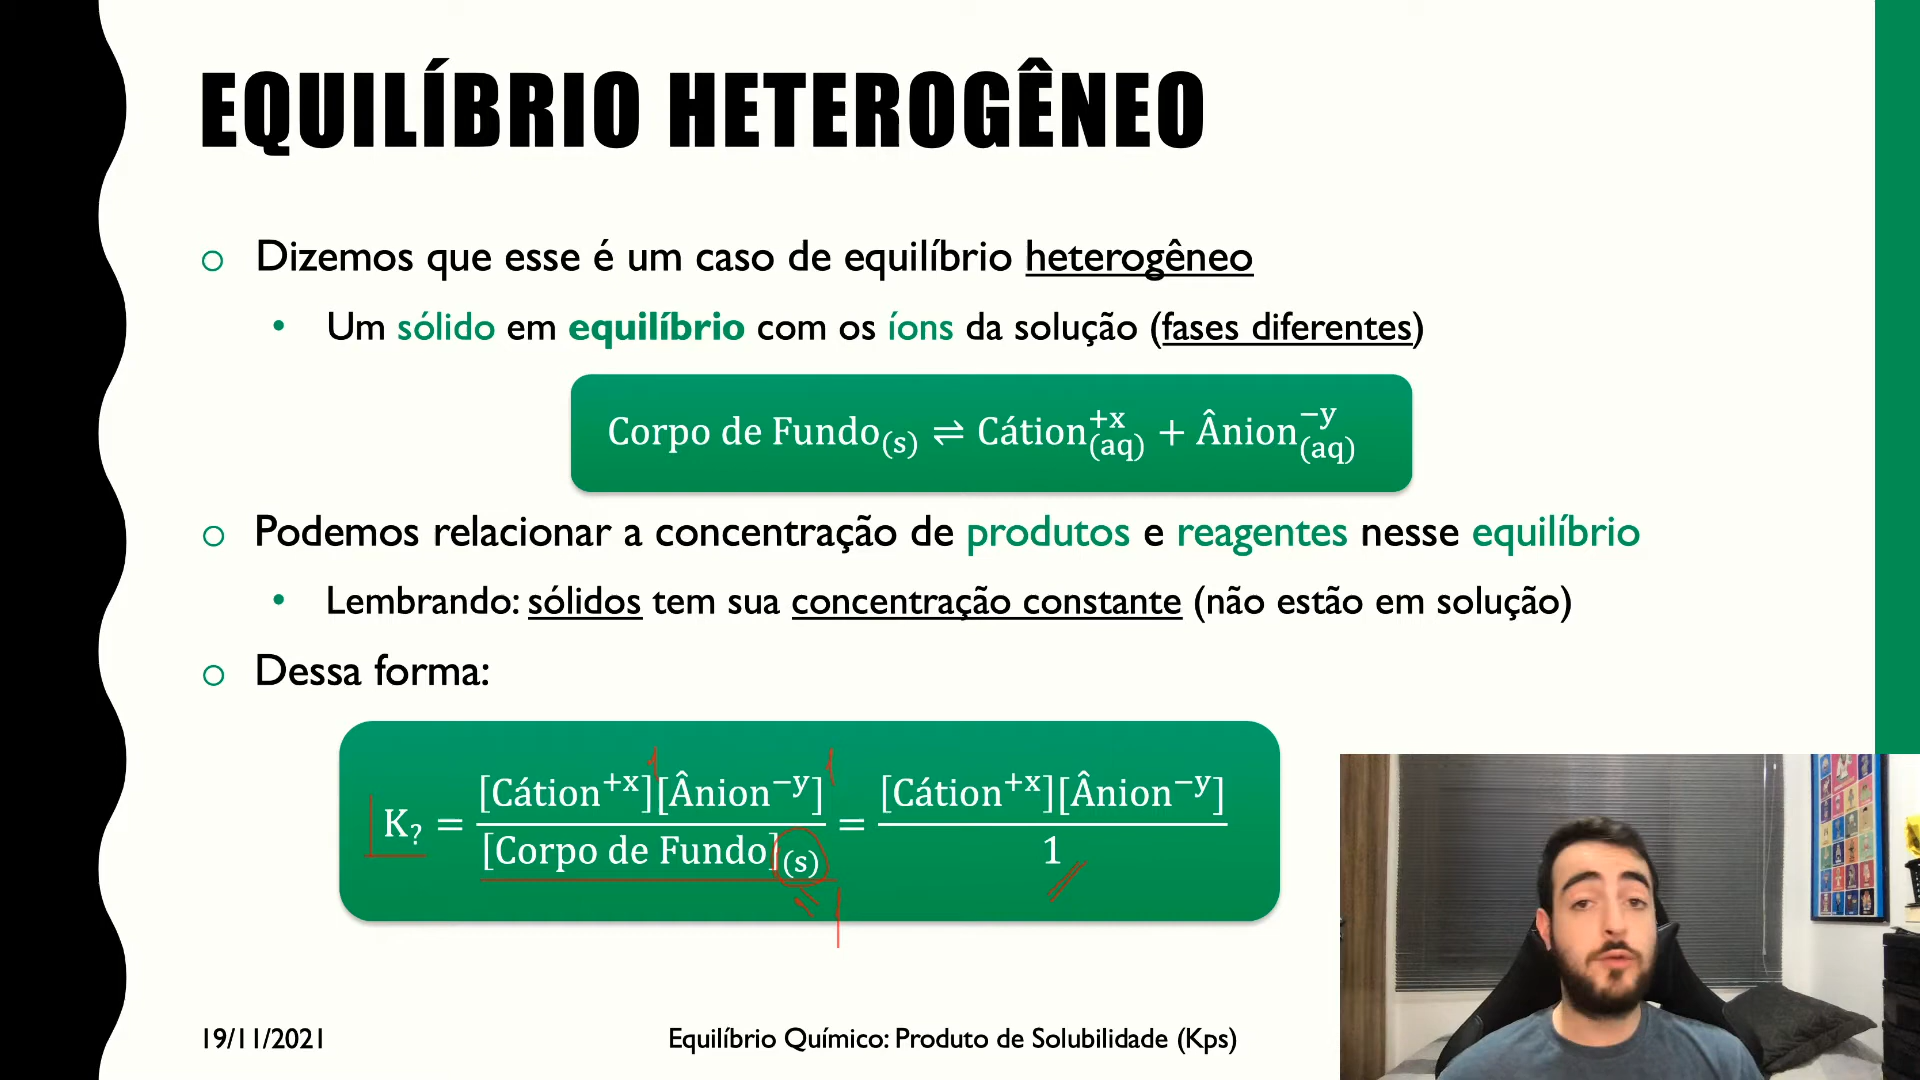 EQUILÍBRIO HETEROGÊNEO
Dizemos que esse é um caso de equilíbrio heterogêneo
Um sólido em equilíbrio com os íons da solução (fases diferentes)
Corpo de Fundo(s) ⇌ Cátion⁺ˣ(aq) + Ânion⁻ʸ(aq)
Podemos relacionar a concentração de produtos e reagentes nesse equilíbrio
Lembrando: sólidos tem sua concentração constante (não estão em solução)
Dessa forma:
K? = [Cátion⁺ˣ]¹[Ânion⁻ʸ]¹ / [Corpo de Fundo](s) = [Cátion⁺ˣ][Ânion⁻ʸ] / 1
19/11/2021
Equilíbrio Químico: Produto de Solubilidade (Kps)